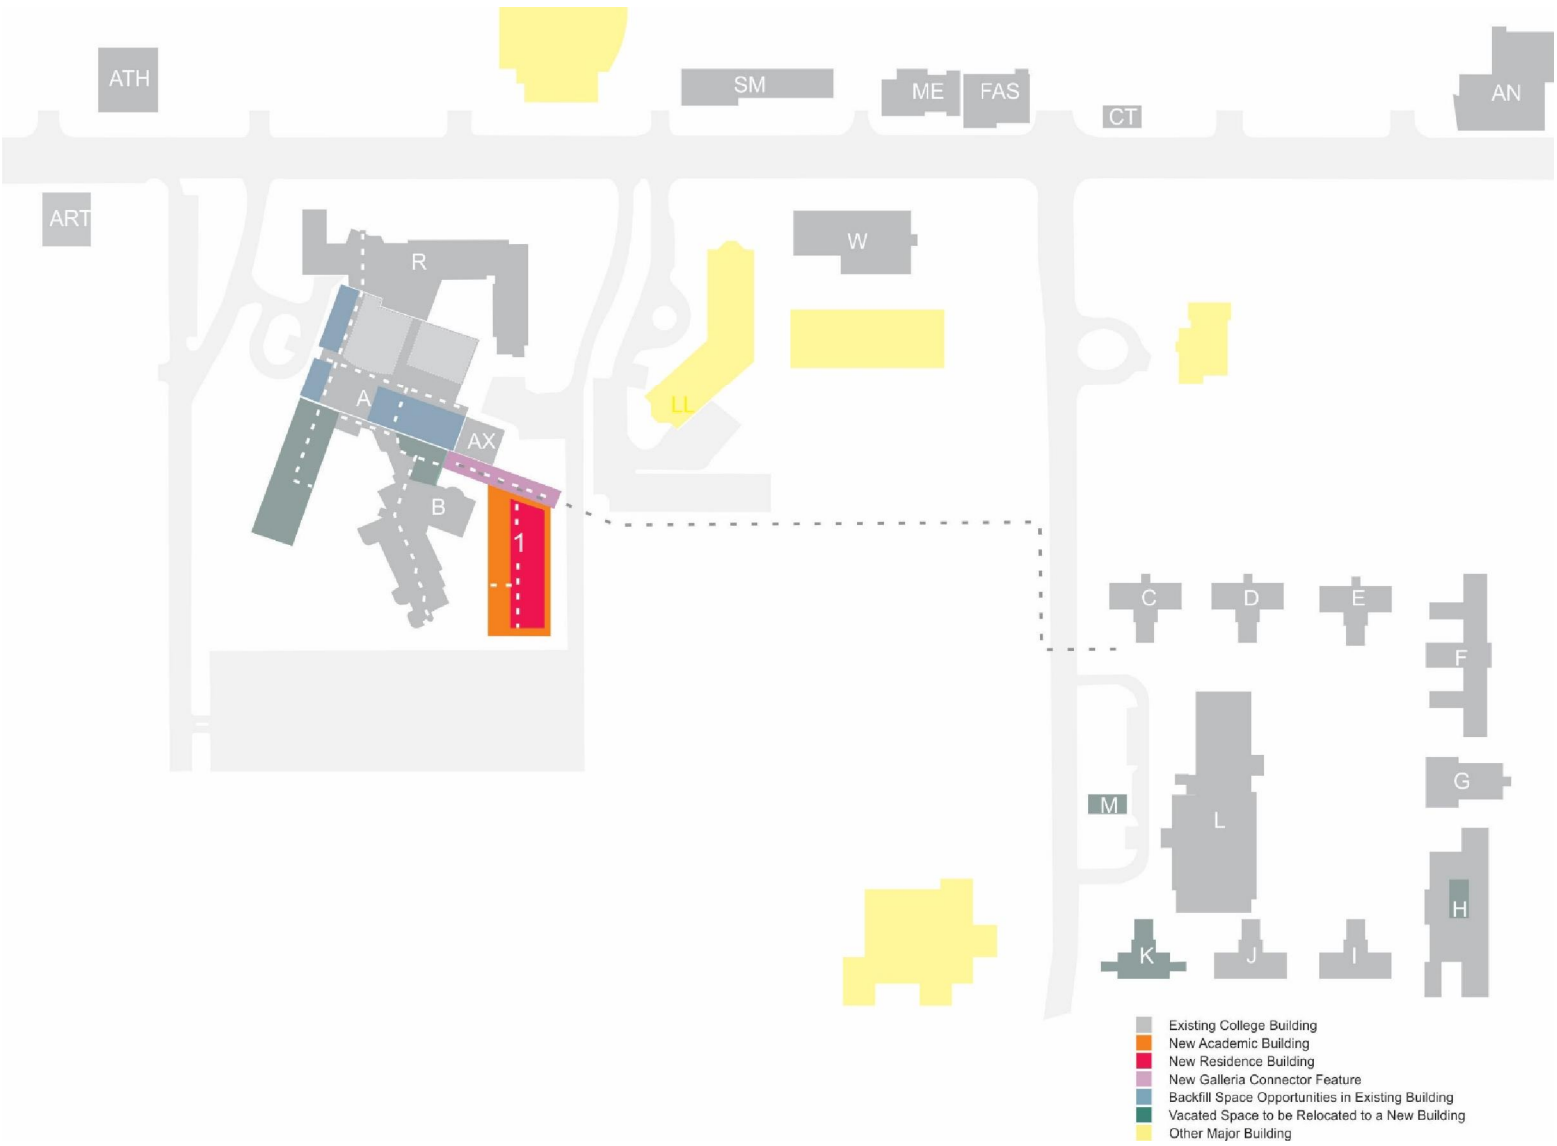 ATH
SM
ME
FAS
CT
AN
ART
R
W
A
LL
AX
B
1
C
D
E
F
G
M
L
H
K
J
I
Existing College Building
New Academic Building
New Residence Building
New Galleria Connector Feature
Backfill Space Opportunities in Existing Building
Vacated Space to be Relocated to a New Building
Other Major Building